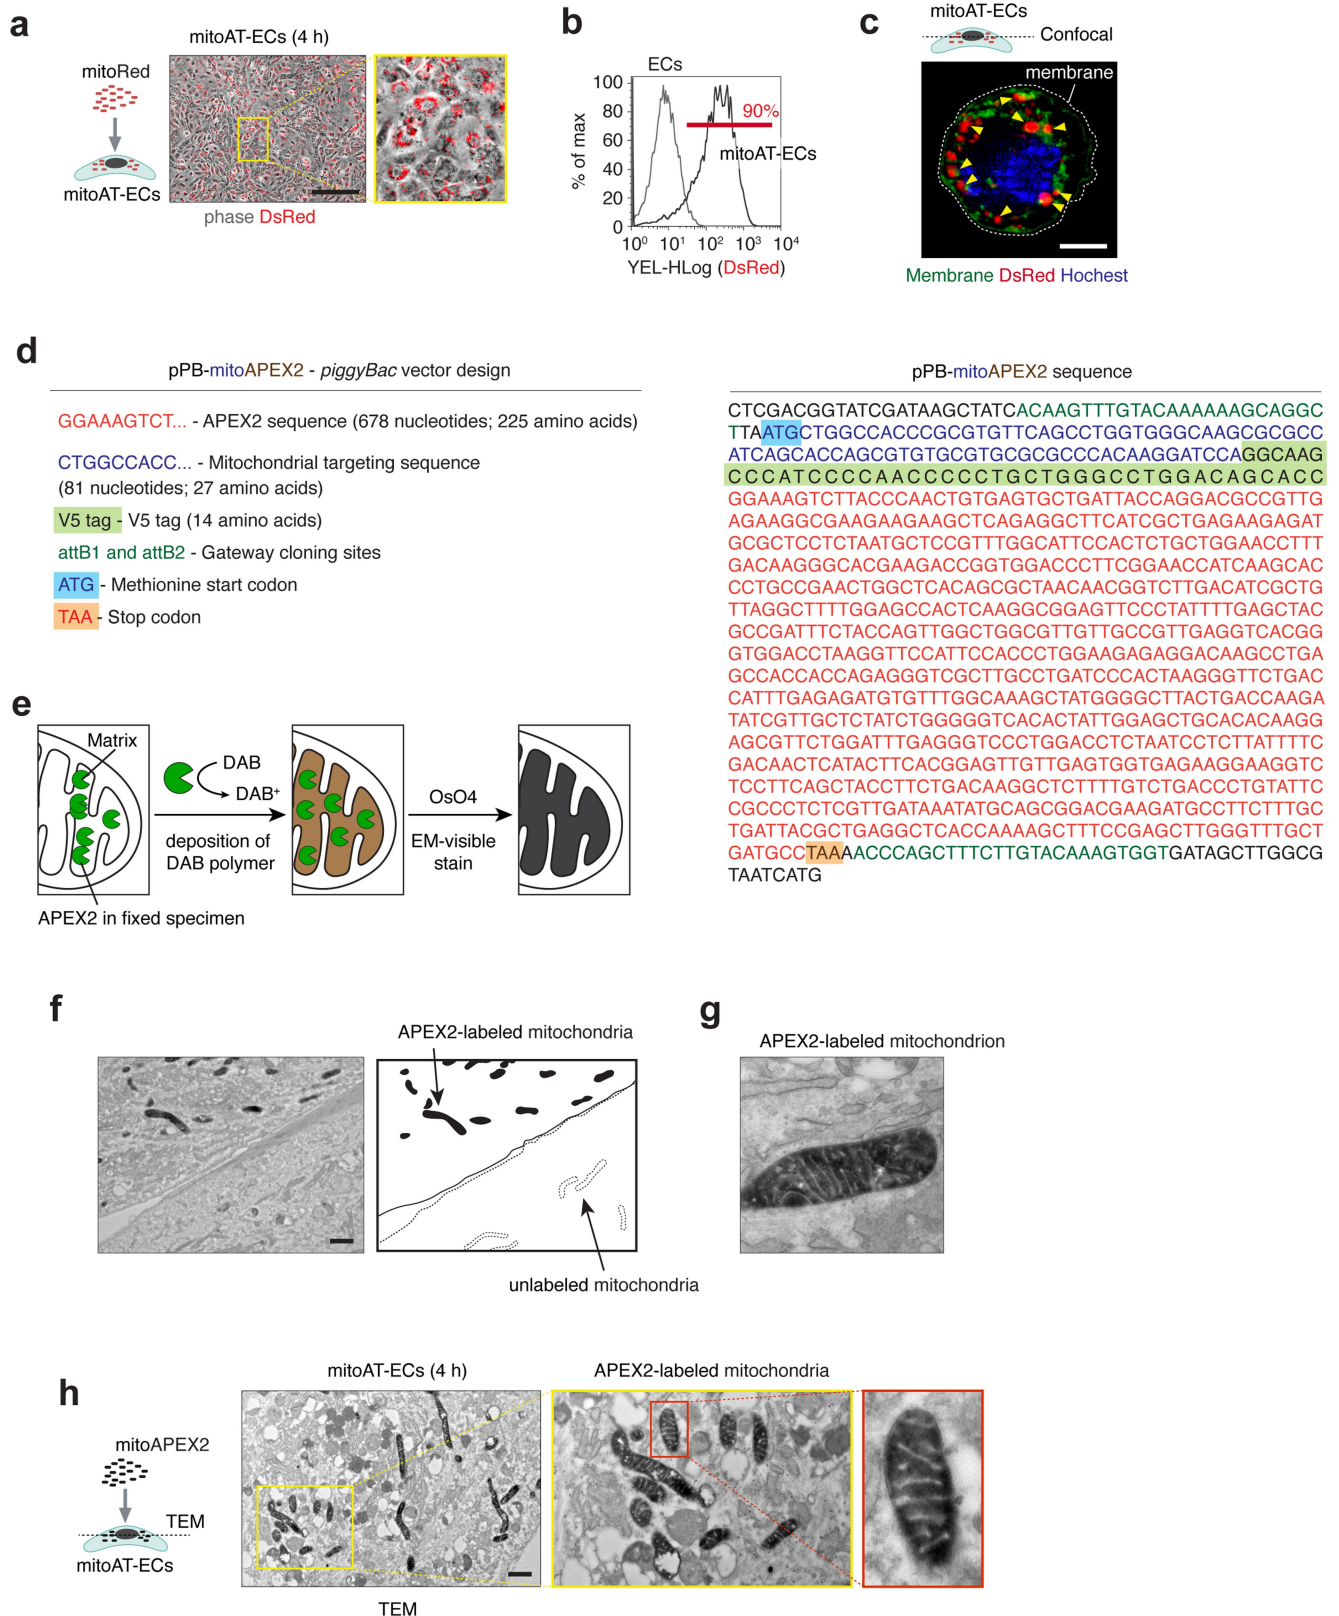 a
mitoAT-ECs (4 h)
mitoRed
mitoAT-ECs
phase DsRed
b
ECs
100
80
60
40
20
0
% of max
90%
mitoAT-ECs
10⁰ 10¹ 10² 10³ 10⁴
YEL-HLog (DsRed)
c
mitoAT-ECs
Confocal
membrane
Membrane DsRed Hochest
d
pPB-mitoAPEX2 - piggyBac vector design
GGAAAGTCT... - APEX2 sequence (678 nucleotides; 225 amino acids)
CTGGCCACC... - Mitochondrial targeting sequence
(81 nucleotides; 27 amino acids)
V5 tag - V5 tag (14 amino acids)
attB1 and attB2 - Gateway cloning sites
ATG - Methionine start codon
TAA - Stop codon
pPB-mitoAPEX2 sequence
CTCGACGGTATCGATAAGCTATCACAAGTTTGTACAAAAAAGCAGGC
TTAATGCTGGCCACCCGCGTGTTCAGCCTGGTGGGCAAGCGCGCC
ATCAGCACCAGCGTGTGCGTGCGCGCCCACAAGGATCCAGGCAAG
CCCATCCCCAACCCCCTGCTGGGCCTGGACAGCACC
GGAAAGTCTTACCCAACTGTGAGTGCTGATTACCAGGACGCCGTTG
AGAAGGCGAAGAAGAAGCTCAGAGGCTTCATCGCTGAGAAGAGAT
GCGCTCCTCTAATGCTCCGTTTGGCATTCCACTCTGCTGGAACCTTT
GACAAGGGCACGAAGACCGGTGGACCCTTCGGAACCATCAAGCAC
CCTGCCGAACTGGCTCACAGCGCTAACAACGGTCTTGACATCGCTG
TTAGGCTTTTGGAGCCACTCAAGGCGGAGTTCCCTATTTTGAGCTAC
GCCGATTTCTACCAGTTGGCTGGCGTTGTTGCCGTTGAGGTCACGG
GTGGACCTAAGGTTCCATTCCACCCTGGAAGAGAGGACAAGCCTGA
GCCACCACCAGAGGGTCGCTTGCCTGATCCCACTAAGGGTTCTGAC
CATTTGAGAGATGTGTTTGGCAAAGCTATGGGGCTTACTGACCAAGA
TATCGTTGCTCTATCTGGGGGTCACACTATTGGAGCTGCACACAAGG
AGCGTTCTGGATTTGAGGGTCCCTGGACCTCTAATCCTCTTATTTTC
GACAACTCATACTTCACGGAGTTGTTGAGTGGTGAGAAGGAAGGTC
TCCTTCAGCTACCTTCTGACAAGGCTCTTTTGTCTGACCCTGTATTC
CGCCCTCTCGTTGATAAATATGCAGCGGACGAAGATGCCTTCTTTGC
TGATTACGCTGAGGCTCACCAAAAGCTTTCCGAGCTTGGGTTTGCT
GATGCCTAAAACCCAGCTTTCTTGTACAAAGTGGTGATAGCTTGGCG
TAATCATG
e
Matrix
DAB
DAB⁺
deposition of
DAB polymer
OsO4
EM-visible
stain
APEX2 in fixed specimen
f
APEX2-labeled mitochondria
unlabeled mitochondria
g
APEX2-labeled mitochondrion
h
mitoAT-ECs (4 h)
APEX2-labeled mitochondria
mitoAPEX2
TEM
mitoAT-ECs
TEM